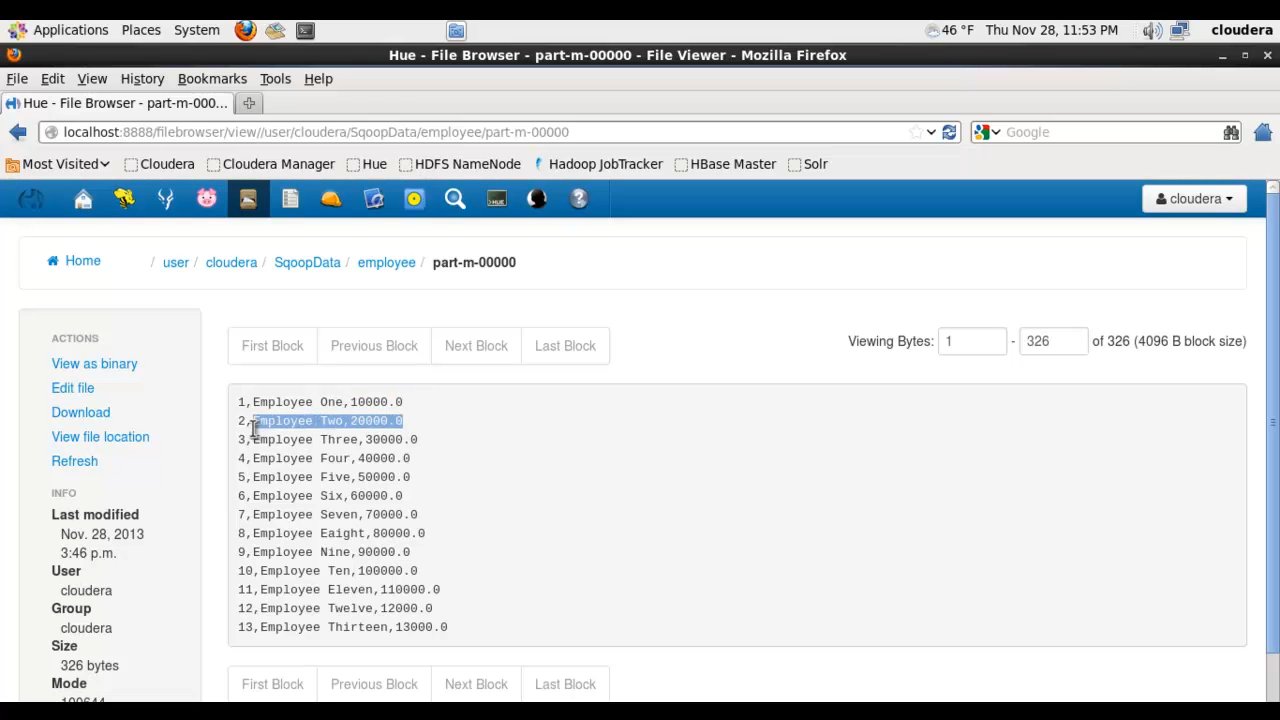 Applications Places System 46 °F Thu Nov 28, 11:53 PM cloudera
Hue - File Browser - part-m-00000 - File Viewer - Mozilla Firefox
File Edit View History Bookmarks Tools Help
Hue - File Browser - part-m-000...
localhost:8888/filebrowser/view//user/cloudera/SqoopData/employee/part-m-00000 Google
Most Visited Cloudera Cloudera Manager Hue HDFS NameNode Hadoop JobTracker HBase Master Solr
cloudera
Home / user / cloudera / SqoopData / employee / part-m-00000
ACTIONS
View as binary
Edit file
Download
View file location
Refresh
INFO
Last modified
Nov. 28, 2013
3:46 p.m.
User
cloudera
Group
cloudera
Size
326 bytes
Mode
First Block Previous Block Next Block Last Block
Viewing Bytes: 1 - 326 of 326 (4096 B block size)
1,Employee One,10000.0
2,Employee Two,20000.0
3,Employee Three,30000.0
4,Employee Four,40000.0
5,Employee Five,50000.0
6,Employee Six,60000.0
7,Employee Seven,70000.0
8,Employee Eaight,80000.0
9,Employee Nine,90000.0
10,Employee Ten,100000.0
11,Employee Eleven,110000.0
12,Employee Twelve,12000.0
13,Employee Thirteen,13000.0
First Block Previous Block Next Block Last Block